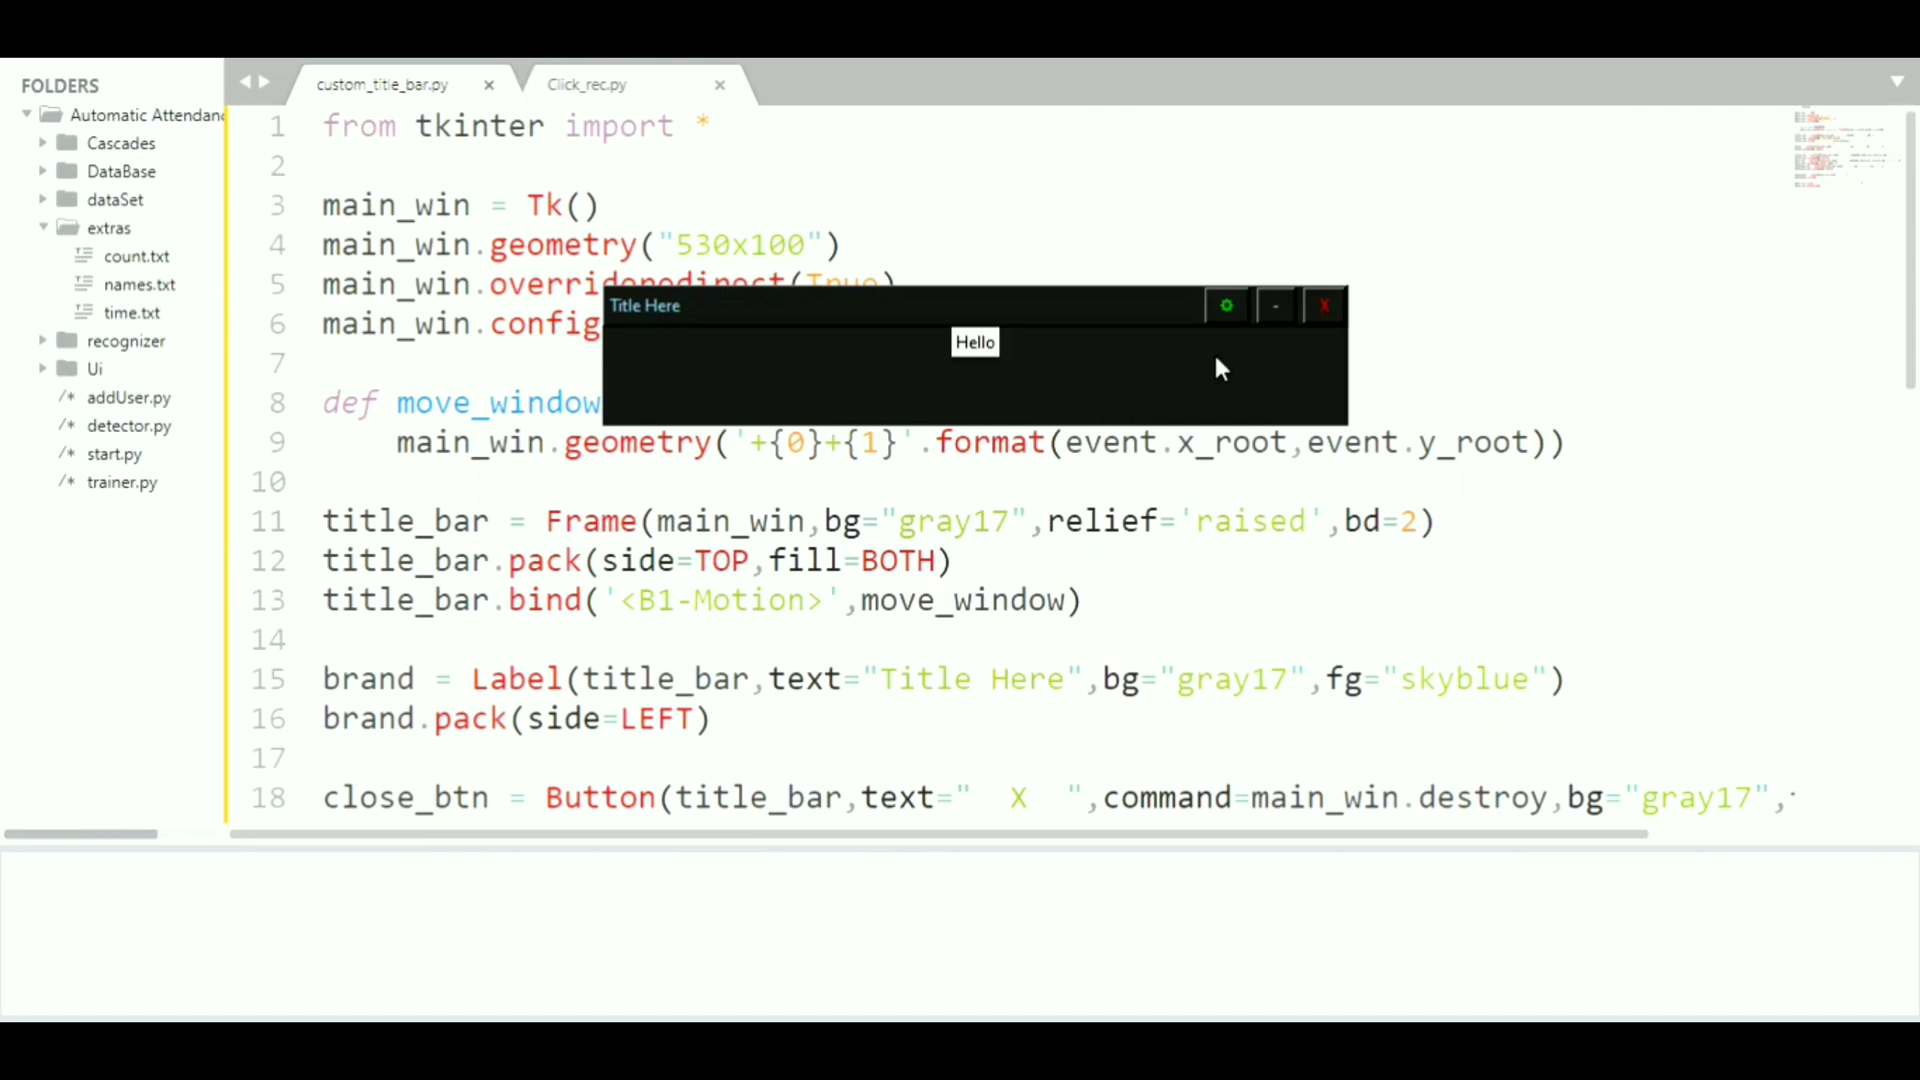 FOLDERS
Automatic Attendanc
Cascades
DataBase
dataSet
extras
count.txt
names.txt
time.txt
recognizer
Ui
/* addUser.py
/* detector.py
/* start.py
/* trainer.py
custom_title_bar.py × Click_rec.py ×
1 from tkinter import *
2
3 main_win = Tk()
4 main_win.geometry("530x100")
5 main_win.overrideredirect(True)
6 main_win.config
Title Here - X
Hello
7
8 def move_window
9 main_win.geometry('+{0}+{1}'.format(event.x_root,event.y_root))
10
11 title_bar = Frame(main_win,bg="gray17",relief='raised',bd=2)
12 title_bar.pack(side=TOP,fill=BOTH)
13 title_bar.bind('<B1-Motion>',move_window)
14
15 brand = Label(title_bar,text="Title Here",bg="gray17",fg="skyblue")
16 brand.pack(side=LEFT)
17
18 close_btn = Button(title_bar,text="  X  ",command=main_win.destroy,bg="gray17",